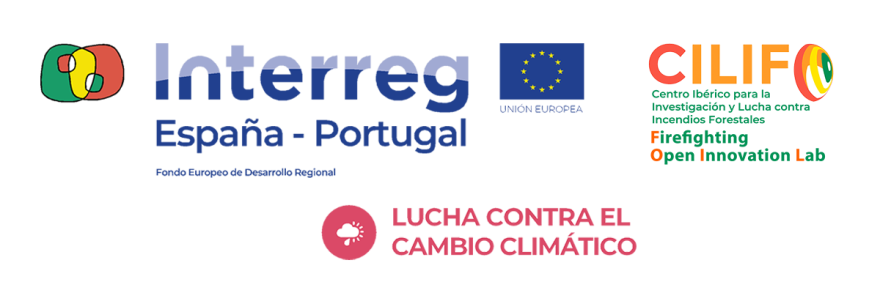 Interreg
España - Portugal
Fondo Europeo de Desarrollo Regional
UNIÓN EUROPEA
CILIFO
Centro Ibérico para la
Investigación y Lucha contra
Incendios Forestales
Firefighting
Open Innovation Lab
LUCHA CONTRA EL
CAMBIO CLIMÁTICO